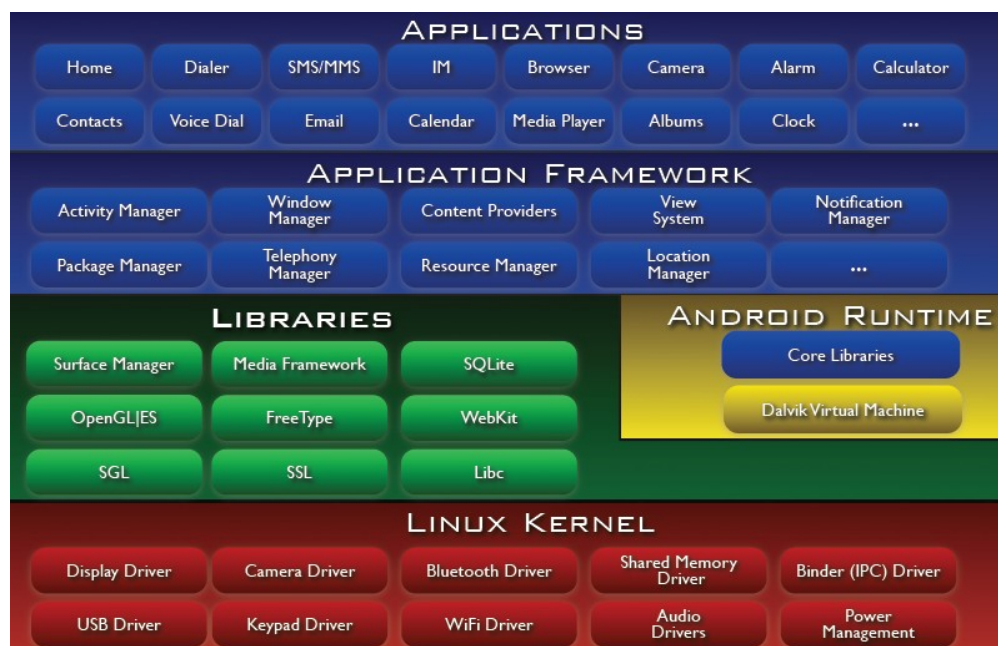 APPLICATIONS
Home Dialer SMS/MMS IM Browser Camera Alarm Calculator
Contacts Voice Dial Email Calendar Media Player Albums Clock ...
APPLICATION FRAMEWORK
Activity Manager Window Manager Content Providers View System Notification Manager
Package Manager Telephony Manager Resource Manager Location Manager ...
LIBRARIES
Surface Manager Media Framework SQLite
OpenGL|ES FreeType WebKit
SGL SSL Libc
ANDROID RUNTIME
Core Libraries
Dalvik Virtual Machine
LINUX KERNEL
Display Driver Camera Driver Bluetooth Driver Shared Memory Driver Binder (IPC) Driver
USB Driver Keypad Driver WiFi Driver Audio Drivers Power Management